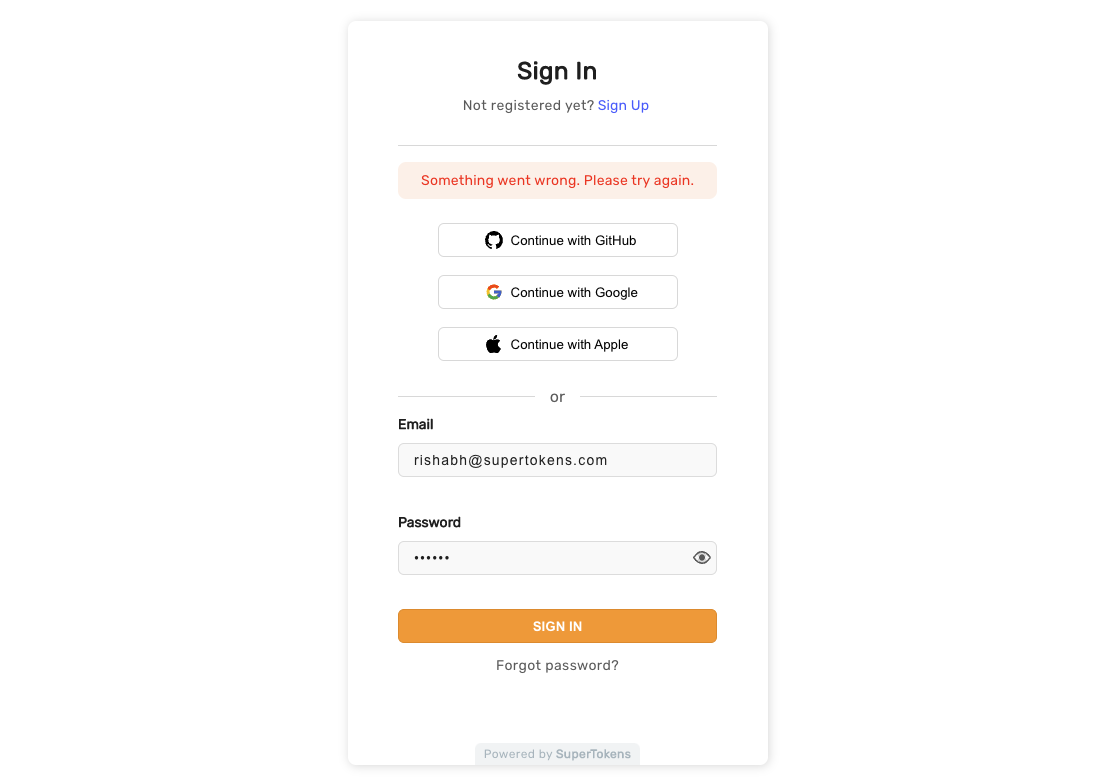 Sign In
Not registered yet? Sign Up
Something went wrong. Please try again.
Continue with GitHub
Continue with Google
Continue with Apple
or
Email
rishabh@supertokens.com
Password
••••••
SIGN IN
Forgot password?
Powered by SuperTokens